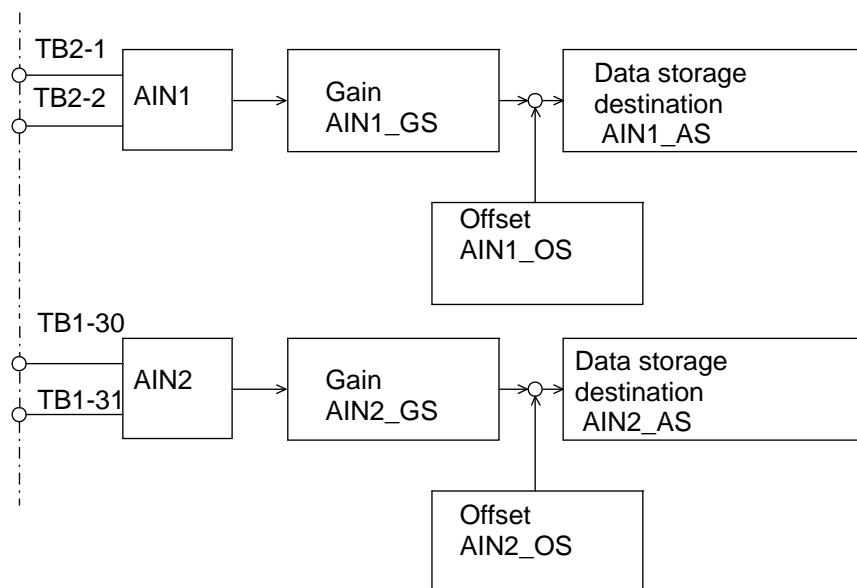 TB2-1
TB2-2
AIN1
Gain
AIN1_GS
Data storage
destination
AIN1_AS
Offset
AIN1_OS
TB1-30
TB1-31
AIN2
Gain
AIN2_GS
Data storage
destination
AIN2_AS
Offset
AIN2_OS